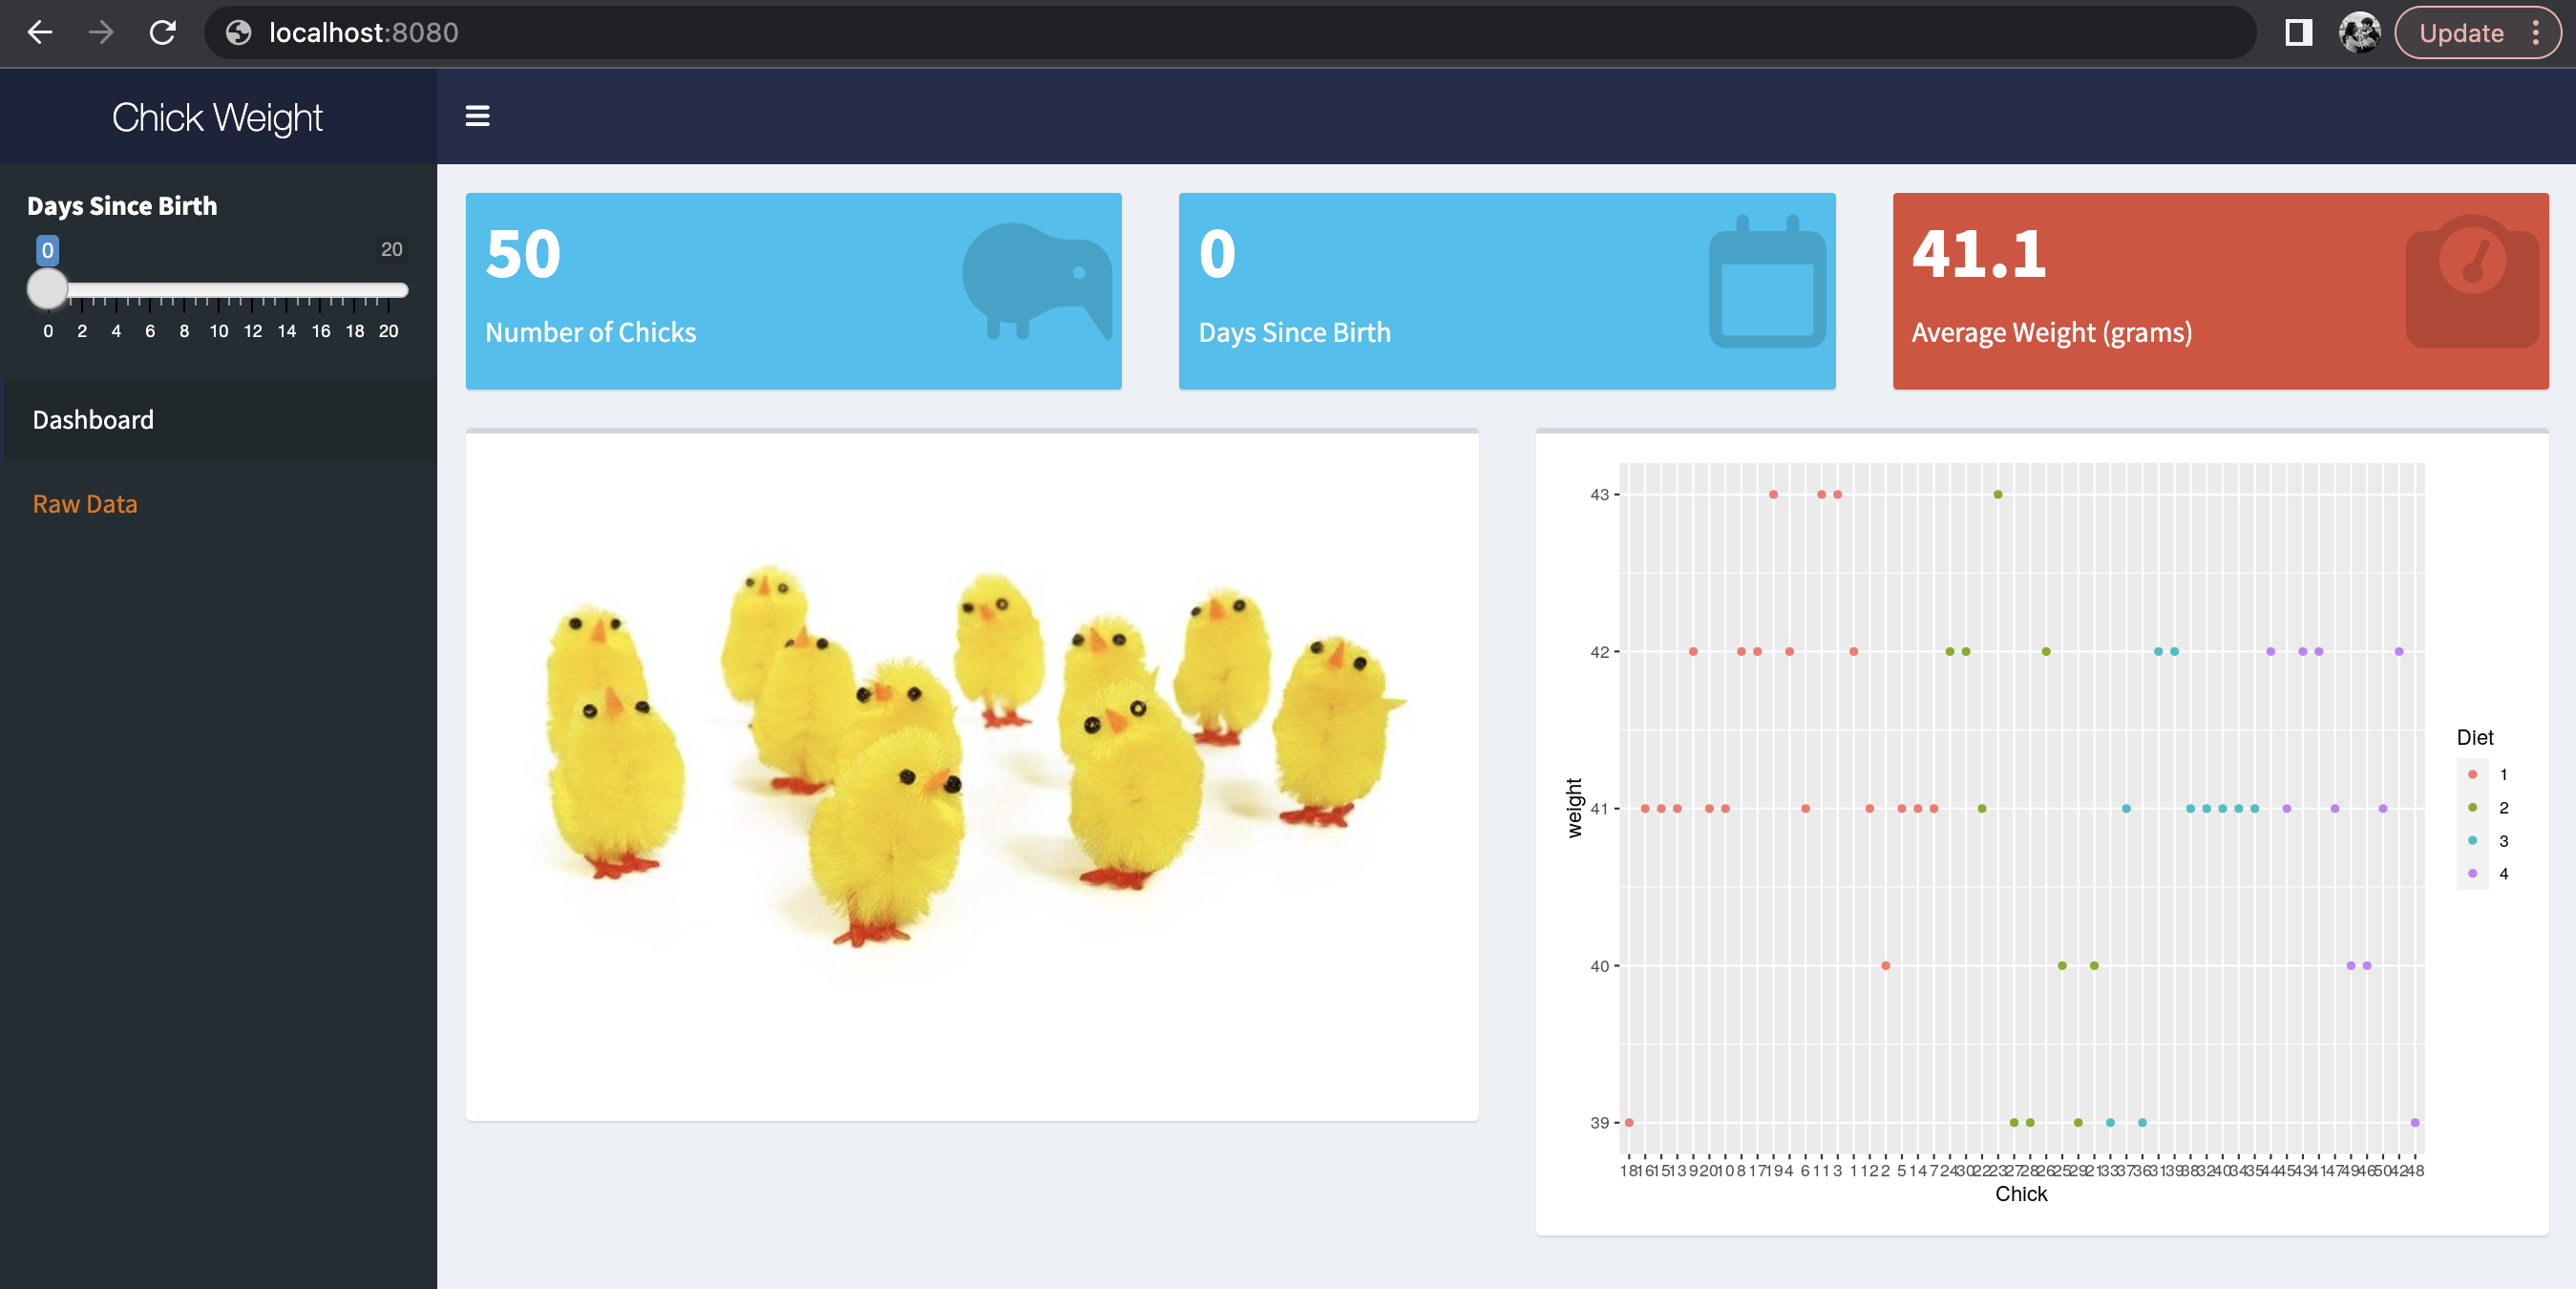 localhost:8080
Update
Chick Weight
Days Since Birth
0
20
0 2 4 6 8 10 12 14 16 18 20
Dashboard
Raw Data
50
Number of Chicks
0
Days Since Birth
41.1
Average Weight (grams)
43
42
41
40
39
weight
18 16 15 13 9 20 10 8 17 19 4 6 11 3 1 12 2 5 14 7 24 30 22 23 27 28 26 25 29 21 33 37 36 31 39 38 32 40 34 35 44 45 43 41 47 49 46 50 42 48
Chick
Diet
1
2
3
4